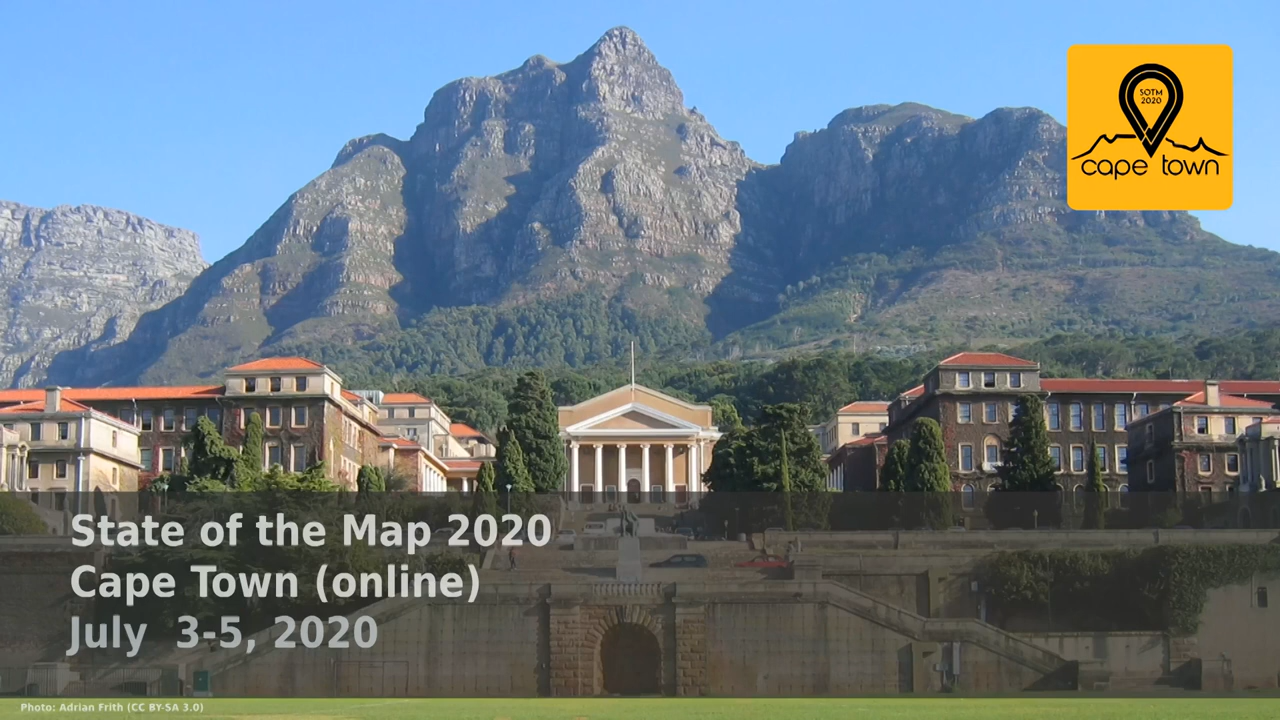 SOTM
2020
cape town
State of the Map 2020
Cape Town (online)
July 3-5, 2020
Photo: Adrian Frith (CC BY-SA 3.0)